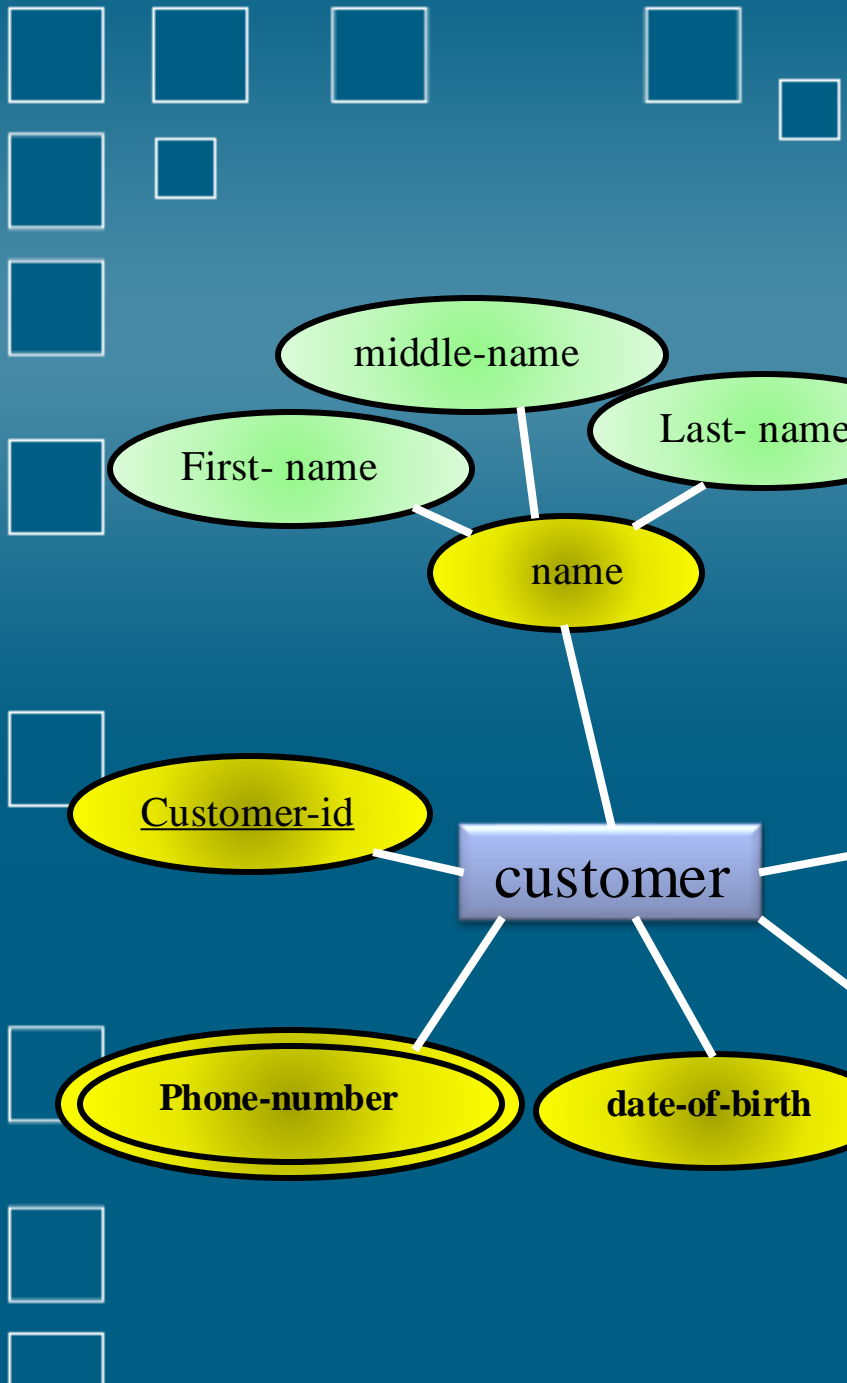 middle-name
Last- name
First- name
name
Customer-id
customer
Phone-number
date-of-birth